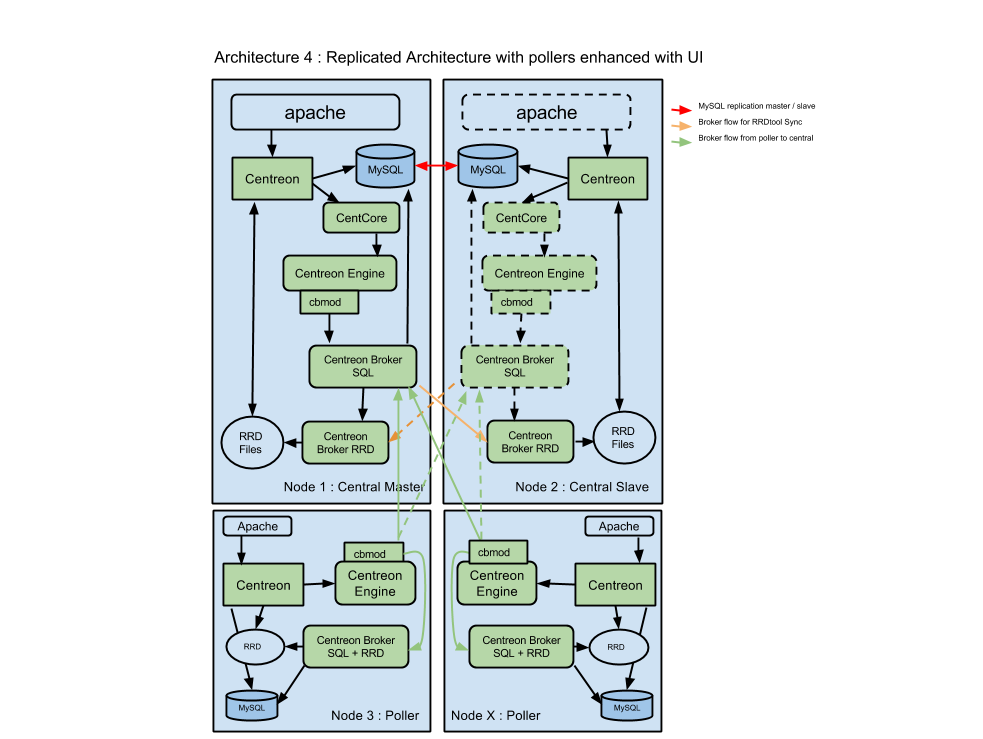 Architecture 4 : Replicated Architecture with pollers enhanced with UI
apache
Centreon
MySQL
CentCore
Centreon Engine
cbmod
Centreon Broker
SQL
RRD
Files
Centreon
Broker RRD
Node 1 : Central Master
apache
MySQL
Centreon
CentCore
Centreon Engine
cbmod
Centreon Broker
SQL
Centreon
Broker RRD
RRD
Files
Node 2 : Central Slave
MySQL replication master / slave
Broker flow for RRDtool Sync
Broker flow from poller to central
Apache
cbmod
Centreon
Centreon
Engine
RRD
Centreon Broker
SQL + RRD
MySQL
Node 3 : Poller
Apache
cbmod
Centreon
Engine
Centreon
Centreon Broker
SQL + RRD
RRD
MySQL
Node X : Poller